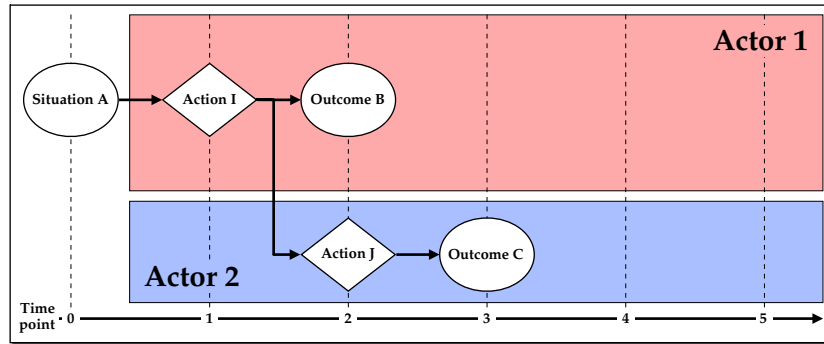 Actor 1
Situation A
Action I
Outcome B
Action J
Outcome C
Actor 2
Time
point
0
1
2
3
4
5